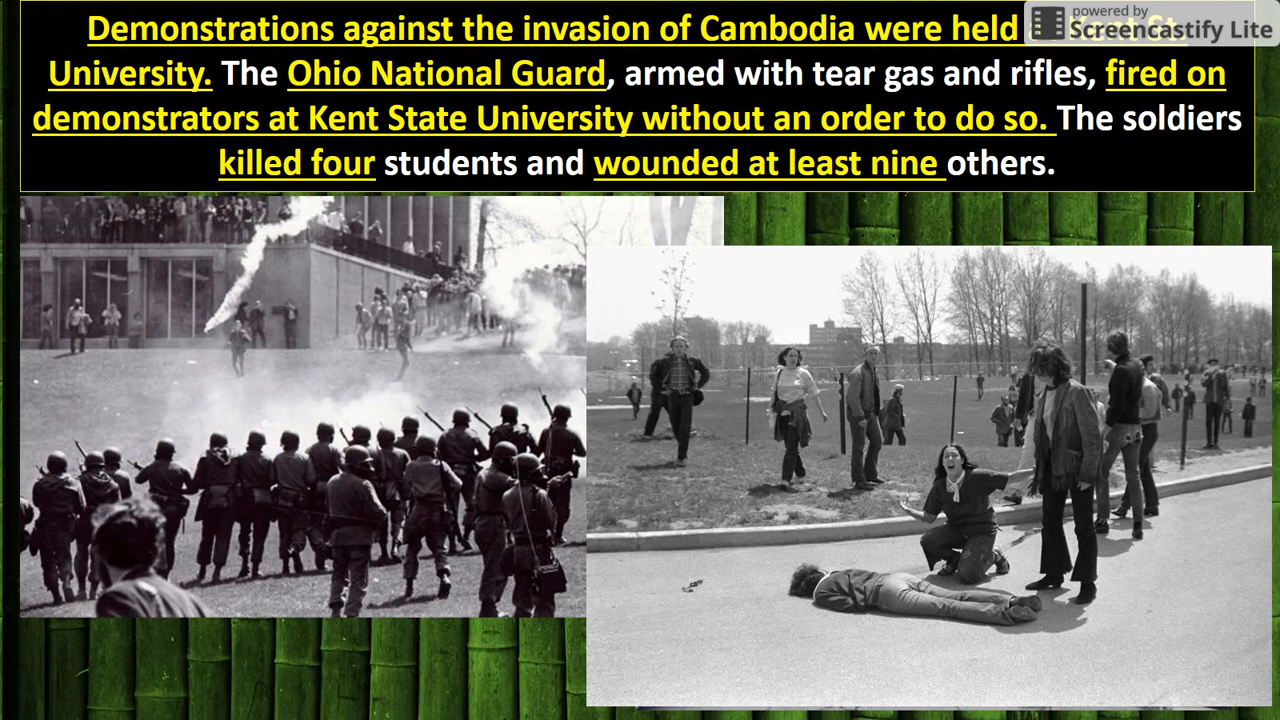 Demonstrations against the invasion of Cambodia were held
University. The Ohio National Guard, armed with tear gas and rifles, fired on
demonstrators at Kent State University without an order to do so. The soldiers
killed four students and wounded at least nine others.
powered by
Screencastify Lite